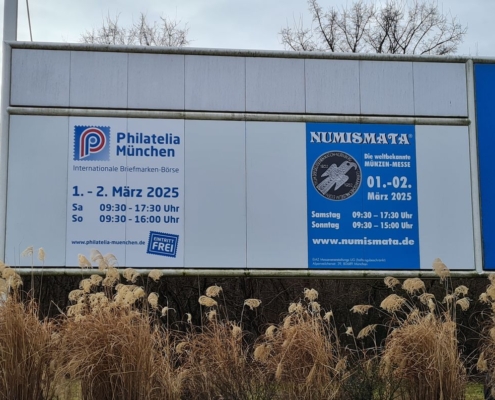 Philatelia
München
Internationale Briefmarken-Börse
1. - 2. März 2025
Sa 09:30 - 17:30 Uhr
So 09:30 - 16:00 Uhr
www.philatelia-muenchen.de
EINTRITT
FREI
NUMISMATA
Die weltbekannte
MÜNZEN-MESSE
01.-02.
März 2025
Samstag 09:30 - 17:30 Uhr
Sonntag 09:30 - 15:00 Uhr
www.numismata.de